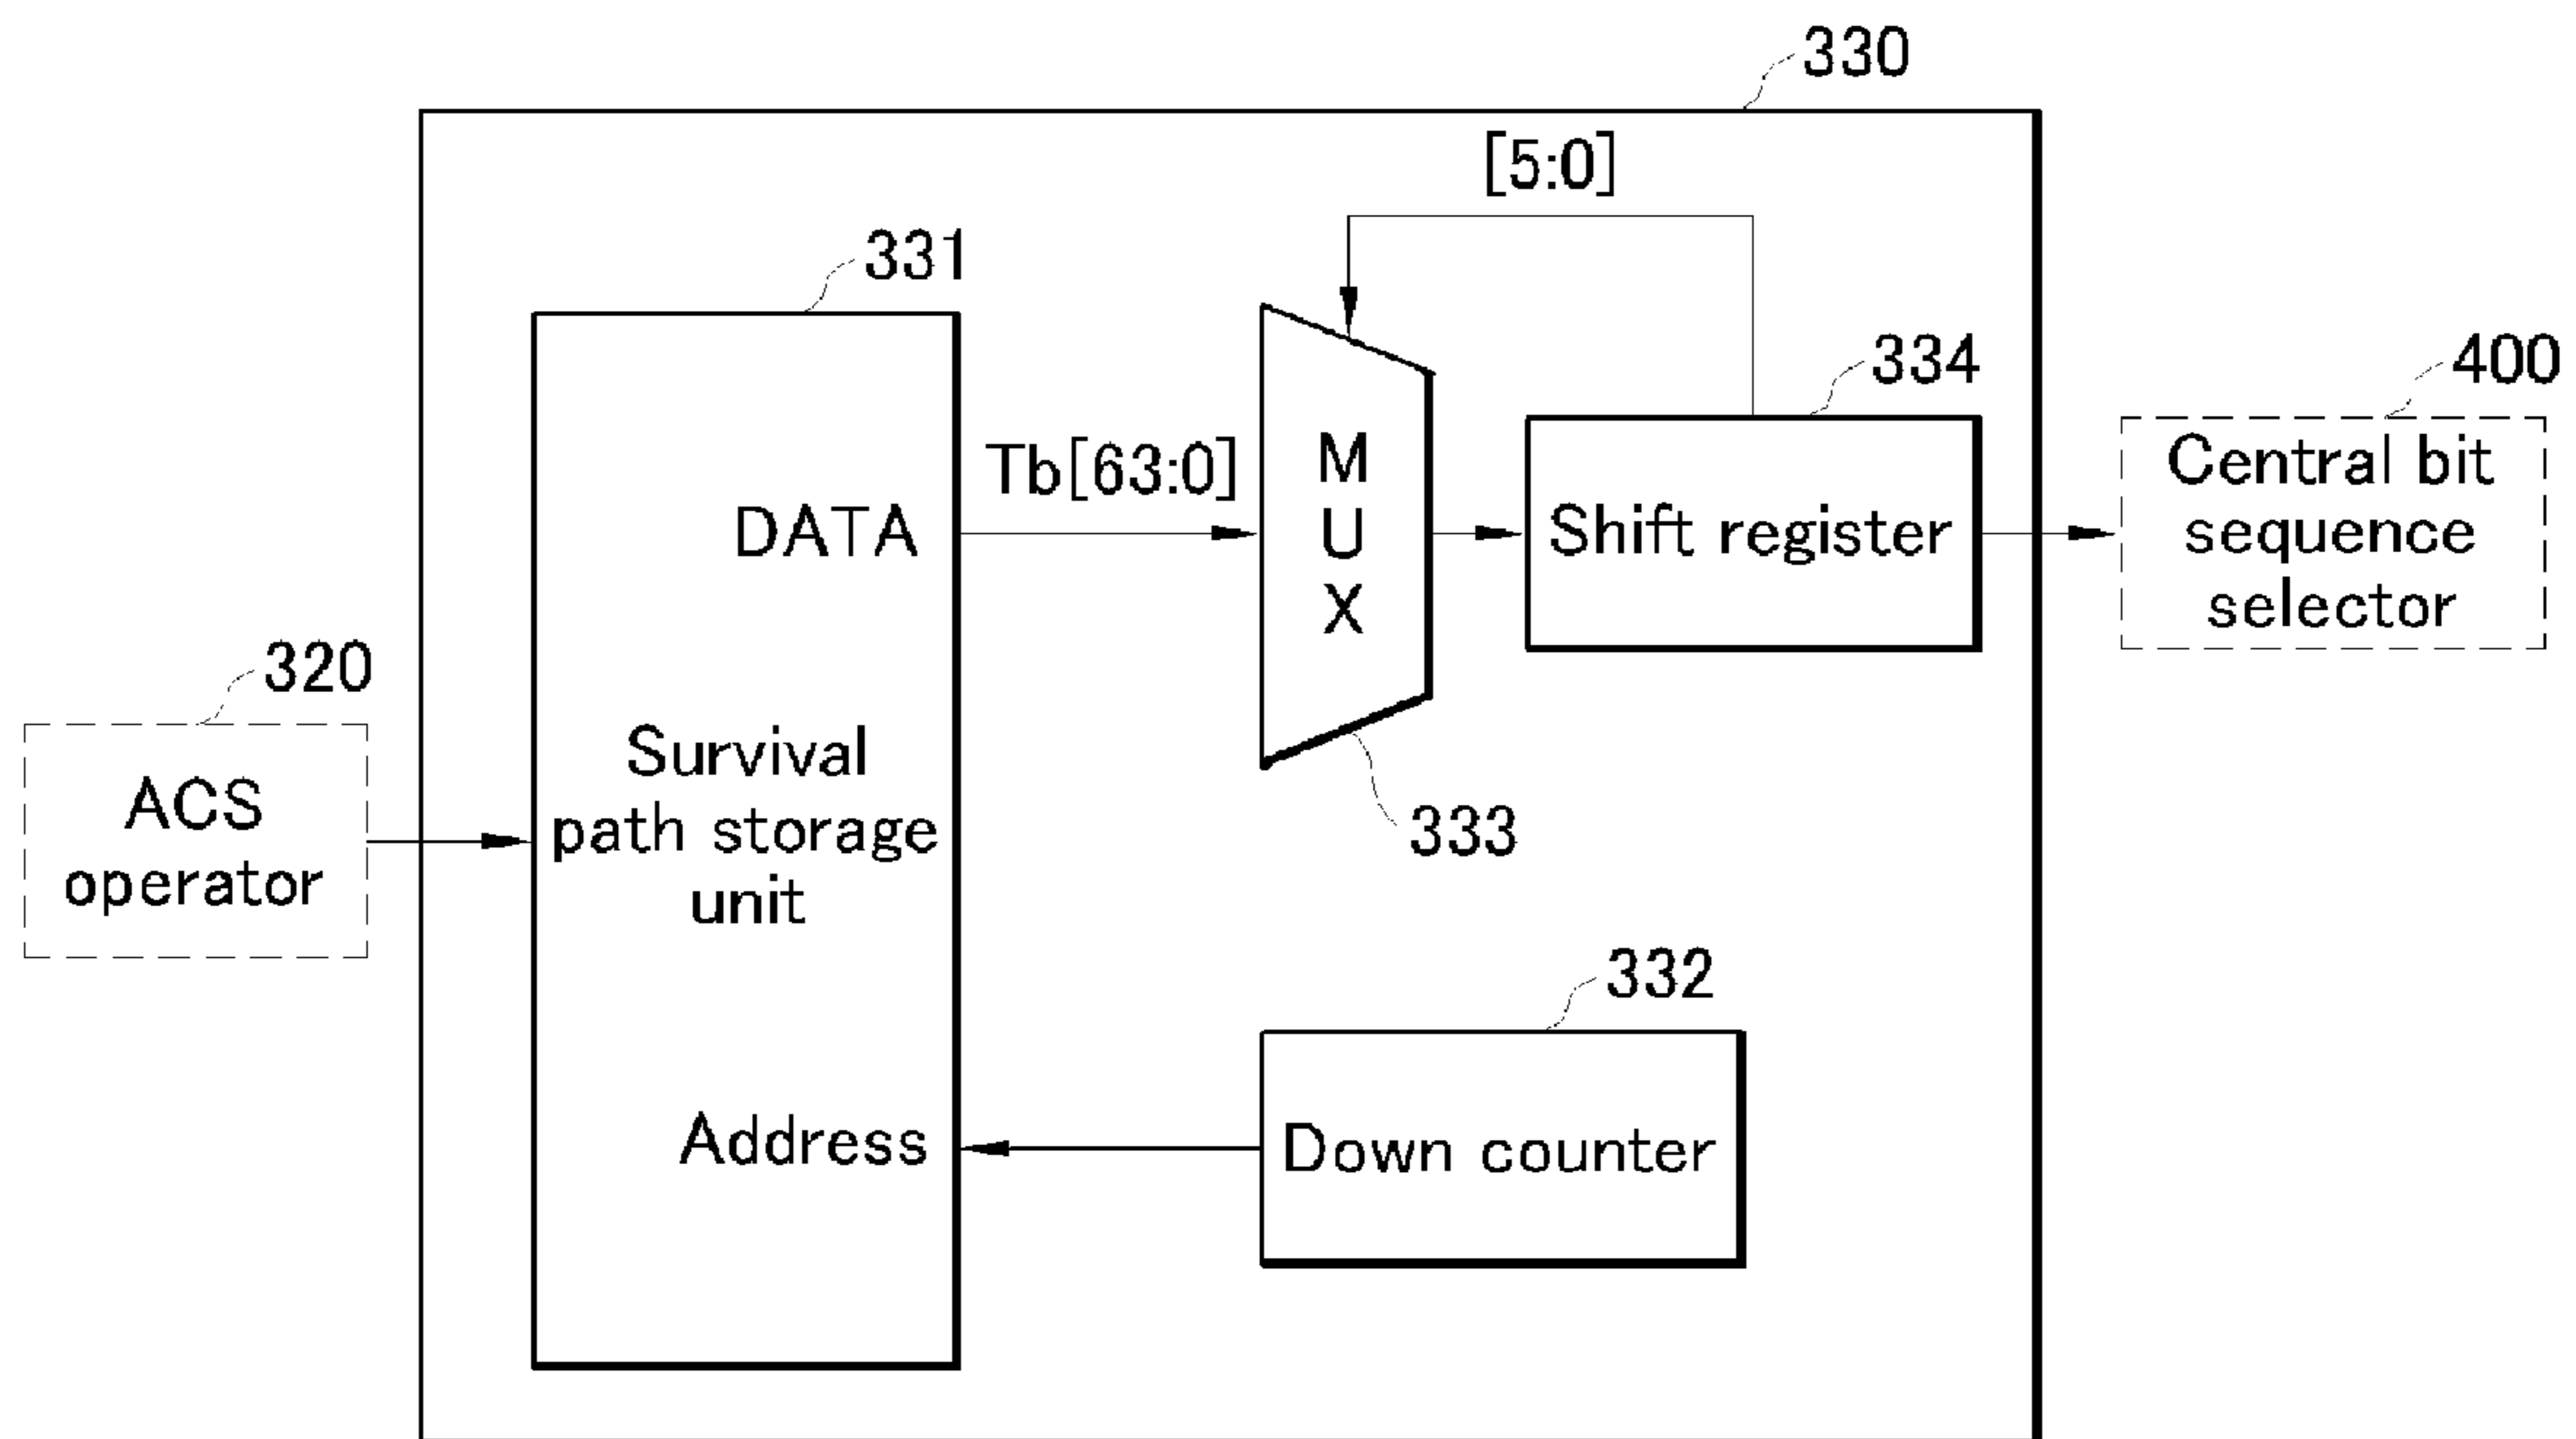 330
[5:0]
331
334
400
Tb[63:0]
M
U
X
DATA
Shift register
Central bit
sequence
selector
320
ACS
operator
Survival
path storage
unit
333
332
Address
Down counter